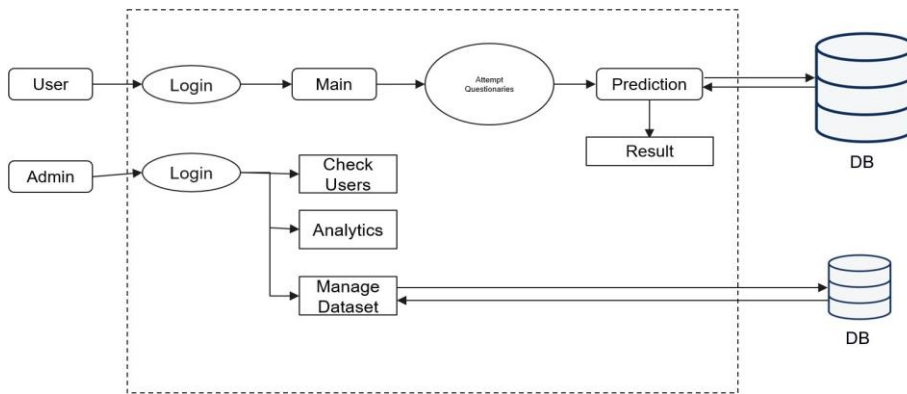 User
Login
Main
Attempt
Questionaries
Prediction
DB
Result
Admin
Login
Check
Users
Analytics
Manage
Dataset
DB